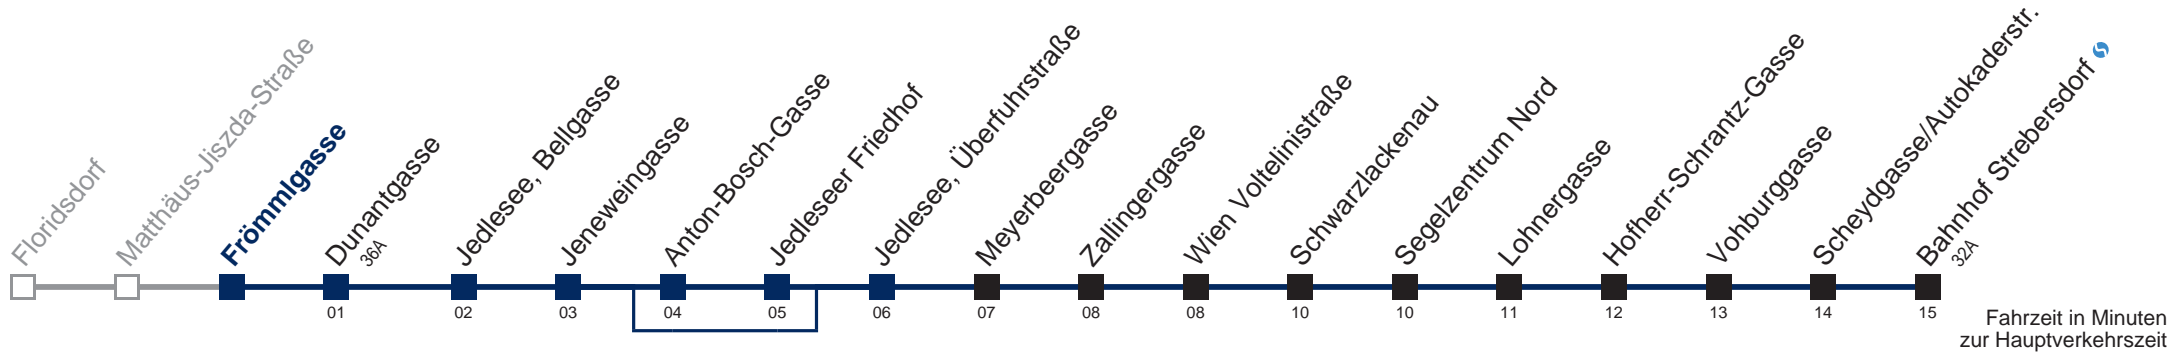 Floridsdorf
Matthäus-Jiszda-Straße
Frömmlgasse
Dunantgasse
36A
Jedlesee, Bellgasse
Jeneweingasse
Anton-Bosch-Gasse
Jedleseer Friedhof
Jedlesee, Überfuhrstraße
Meyerbeergasse
Zallingergasse
Wien Voltelinistraße
Schwarzlackenau
Segelzentrum Nord
Lohnergasse
Hofherr-Schrantz-Gasse
Vohburggasse
Scheydgasse/Autokaderstr.
Bahnhof Strebersdorf
32A
01 02 03 04 05 06 07 08 08 10 10 11 12 13 14 15
Fahrzeit in Minuten
zur Hauptverkehrszeit